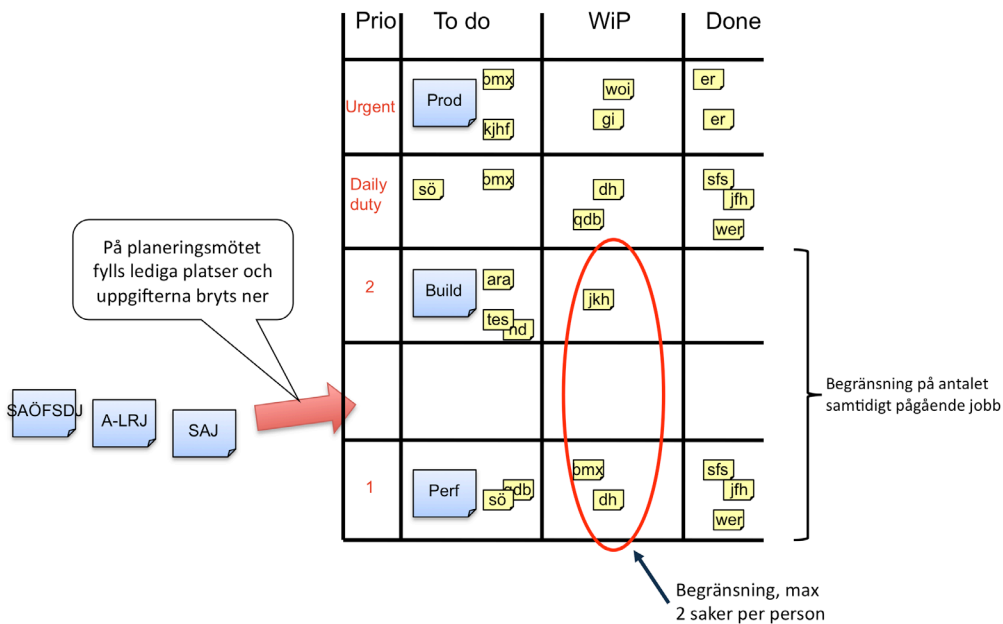 Prio To do WiP Done
Urgent Prod bmx kjhf woi gi er er
Daily
duty
sö bmx dh qdb sfs jfh wer
På planeringsmötet
fylls lediga platser och
uppgifterna bryts ner
2 Build ara tes nd jkh
SAÖFSDJ A-LRJ SAJ
Begränsning på antalet
samtidigt pågående jobb
1 Perf sö qdb bmx dh sfs jfh wer
Begränsning, max
2 saker per person